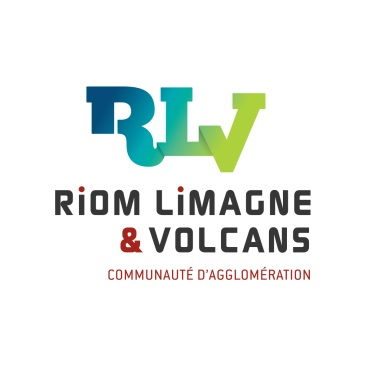 RLV
RiOM LiMAGNE
& VOLCANS
COMMUNAUTÉ D'AGGLOMÉRATION